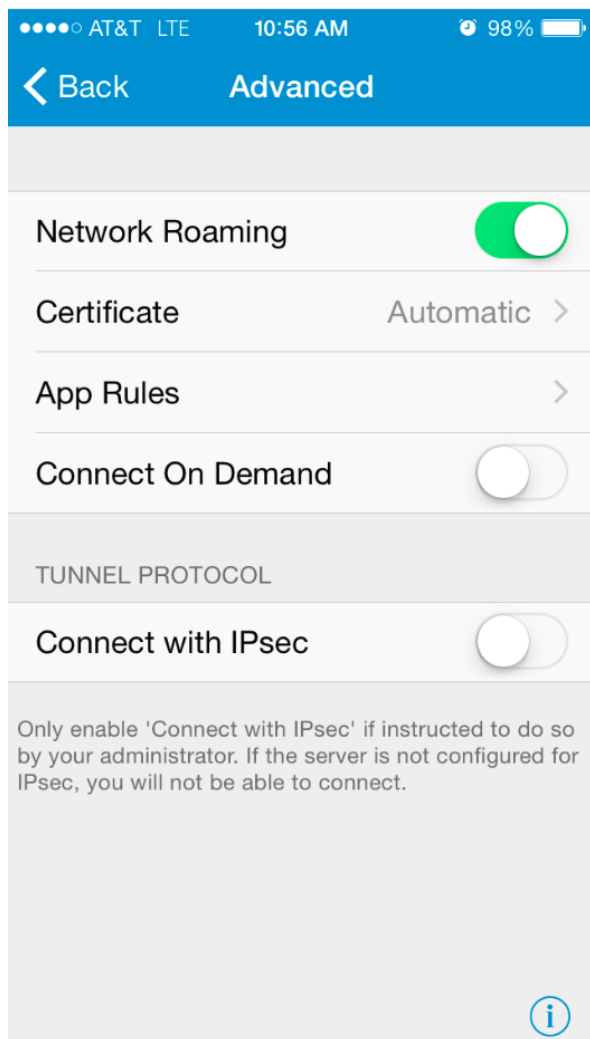 AT&T LTE 10:56 AM 98%
Back Advanced
Network Roaming
Certificate Automatic
App Rules
Connect On Demand
TUNNEL PROTOCOL
Connect with IPsec
Only enable 'Connect with IPsec' if instructed to do so
by your administrator. If the server is not configured for
IPsec, you will not be able to connect.
i